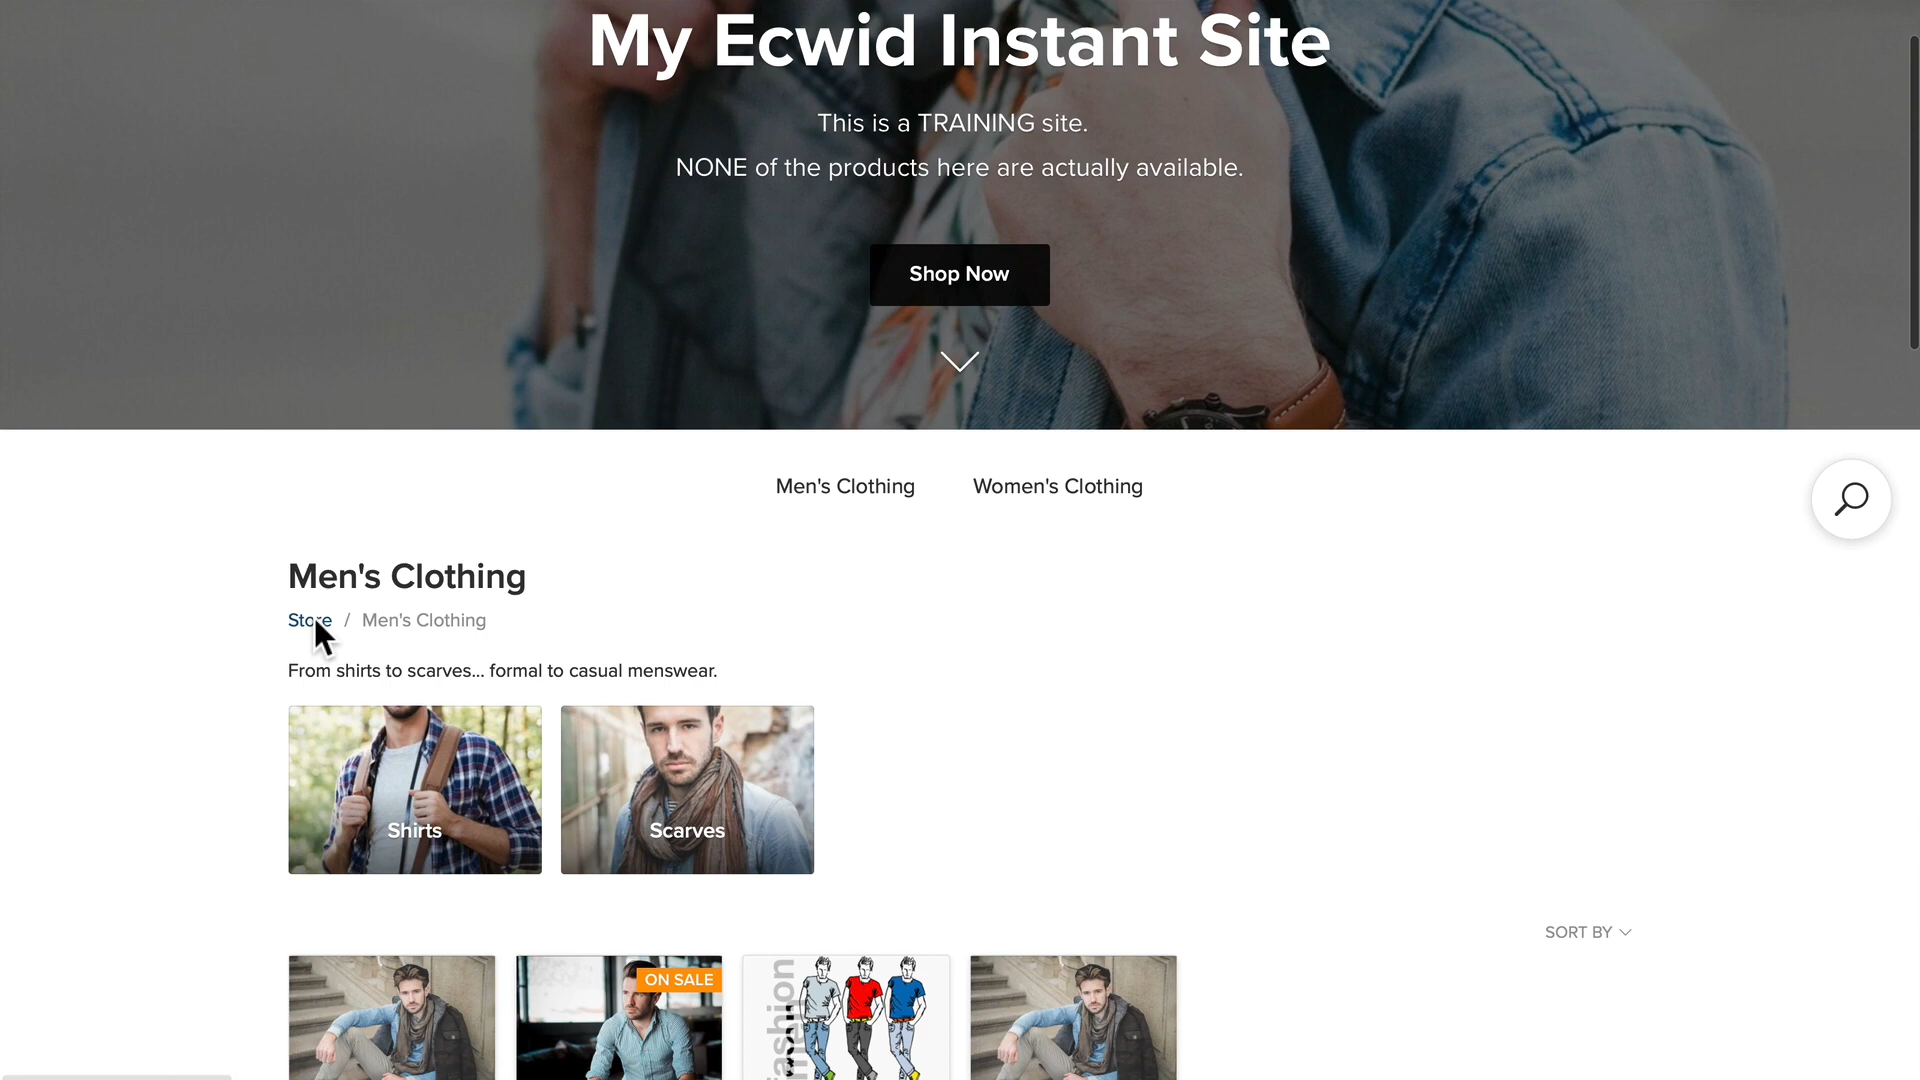 My Ecwid Instant Site
This is a TRAINING site.
NONE of the products here are actually available.
Shop Now
Men's Clothing Women's Clothing
Men's Clothing
Store / Men's Clothing
From shirts to scarves... formal to casual menswear.
Shirts Scarves
SORT BY
ON SALE
fashion